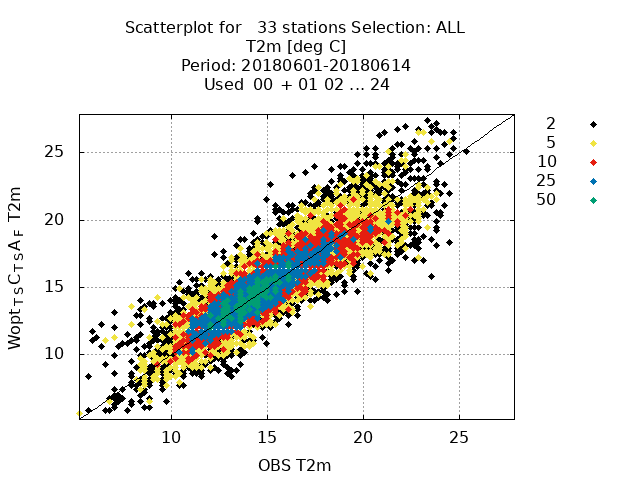 Scatterplot for 33 stations Selection: ALL
T2m [deg C]
Period: 20180601-20180614
Used 00 + 01 02 ... 24
2
5
10
25
50
25
20
15
10
Wopt_T_SC_T_SA_F T2m
10 15 20 25
OBS T2m